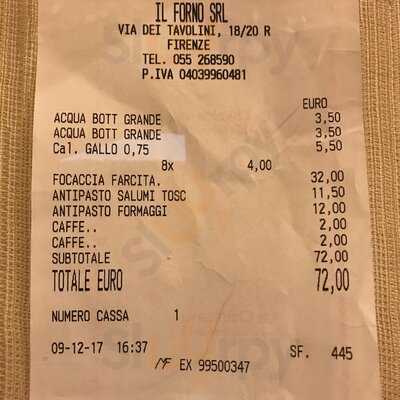 IL FORNO SRL
VIA DEI TAVOLINI, 18/20 R
FIRENZE
TEL. 055 268590
P.IVA 04039960481
EURO
ACQUA BOTT GRANDE 3,50
ACQUA BOTT GRANDE 3,50
Cal. GALLO 0,75 5,50
8x 4,00
FOCACCIA FARCITA. 32,00
ANTIPASTO SALUMI TOSC 11,50
ANTIPASTO FORMAGGI 12,00
CAFFE.. 2,00
CAFFE.. 2,00
SUBTOTALE 72,00
TOTALE EURO 72,00
NUMERO CASSA 1
09-12-17 16:37 SF. 445
MF EX 99500347